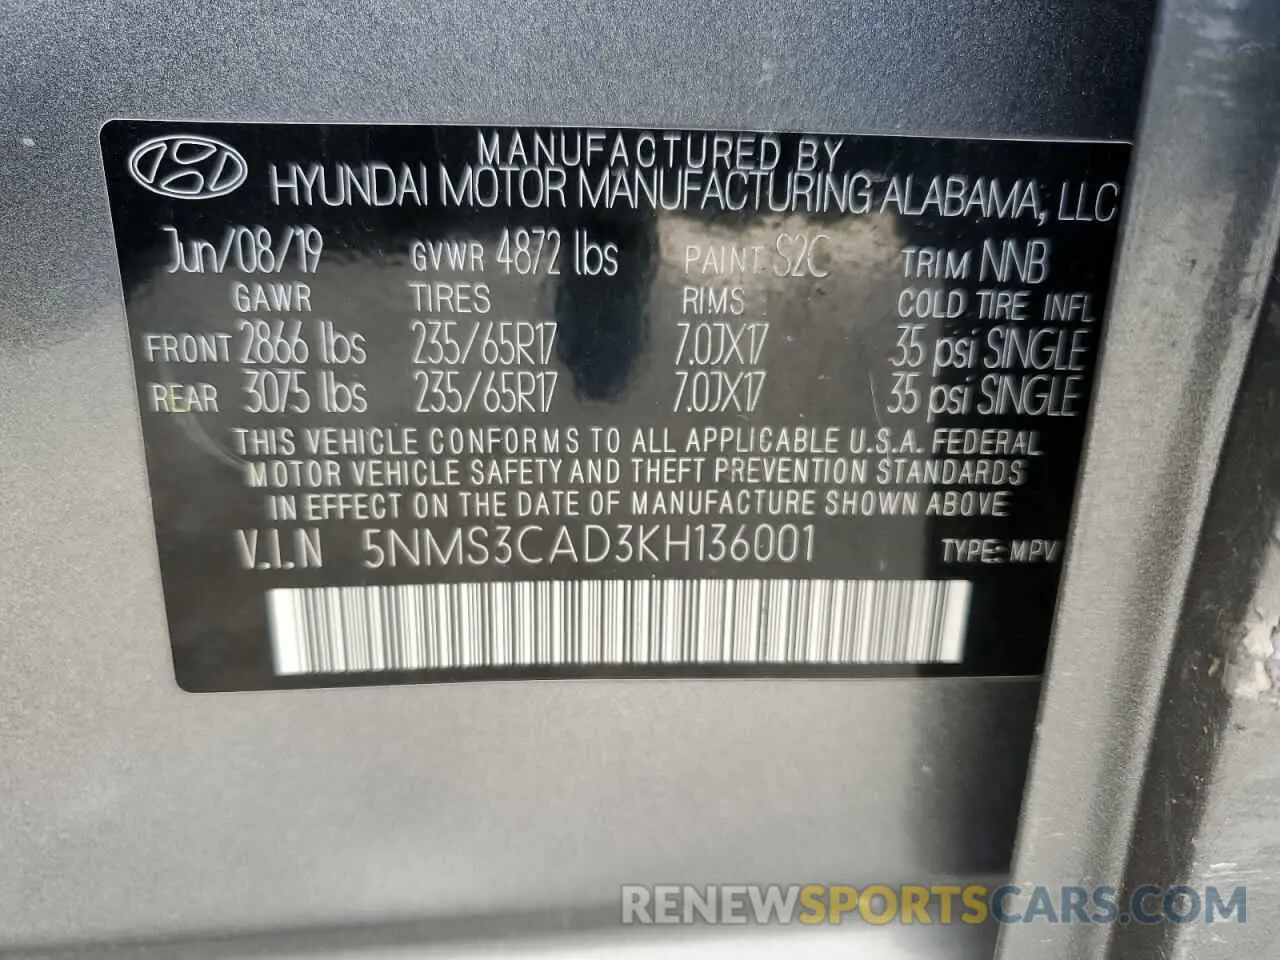 MANUFACTURED BY
HYUNDAI MOTOR MANUFACTURING ALABAMA, LLC
Jun/08/19 GVWR 4872 lbs PAINT S2C TRIM NNB
GAWR TIRES RIMS COLD TIRE INFL
FRONT 2866 lbs 235/65R17 7.0JX17 35 psi SINGLE
REAR 3075 lbs 235/65R17 7.0JX17 35 psi SINGLE
THIS VEHICLE CONFORMS TO ALL APPLICABLE U.S.A. FEDERAL
MOTOR VEHICLE SAFETY AND THEFT PREVENTION STANDARDS
IN EFFECT ON THE DATE OF MANUFACTURE SHOWN ABOVE
V.I.N 5NMS3CAD3KH136001 TYPE: MPV
RENEWSPORTSCARS.COM